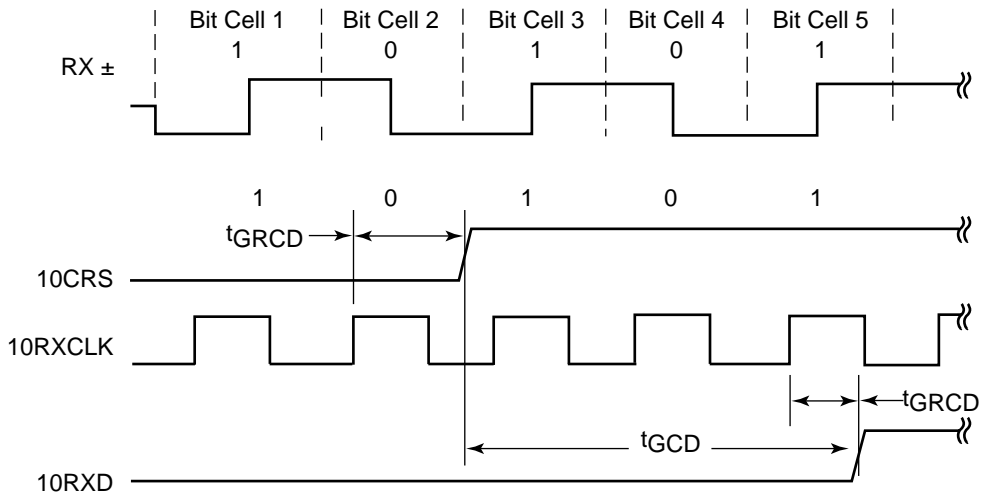 Bit Cell 1 Bit Cell 2 Bit Cell 3 Bit Cell 4 Bit Cell 5
1 0 1 0 1
RX ±
1 0 1 0 1
tGRCD
10CRS
10RXCLK
tGRCD
tGCD
10RXD